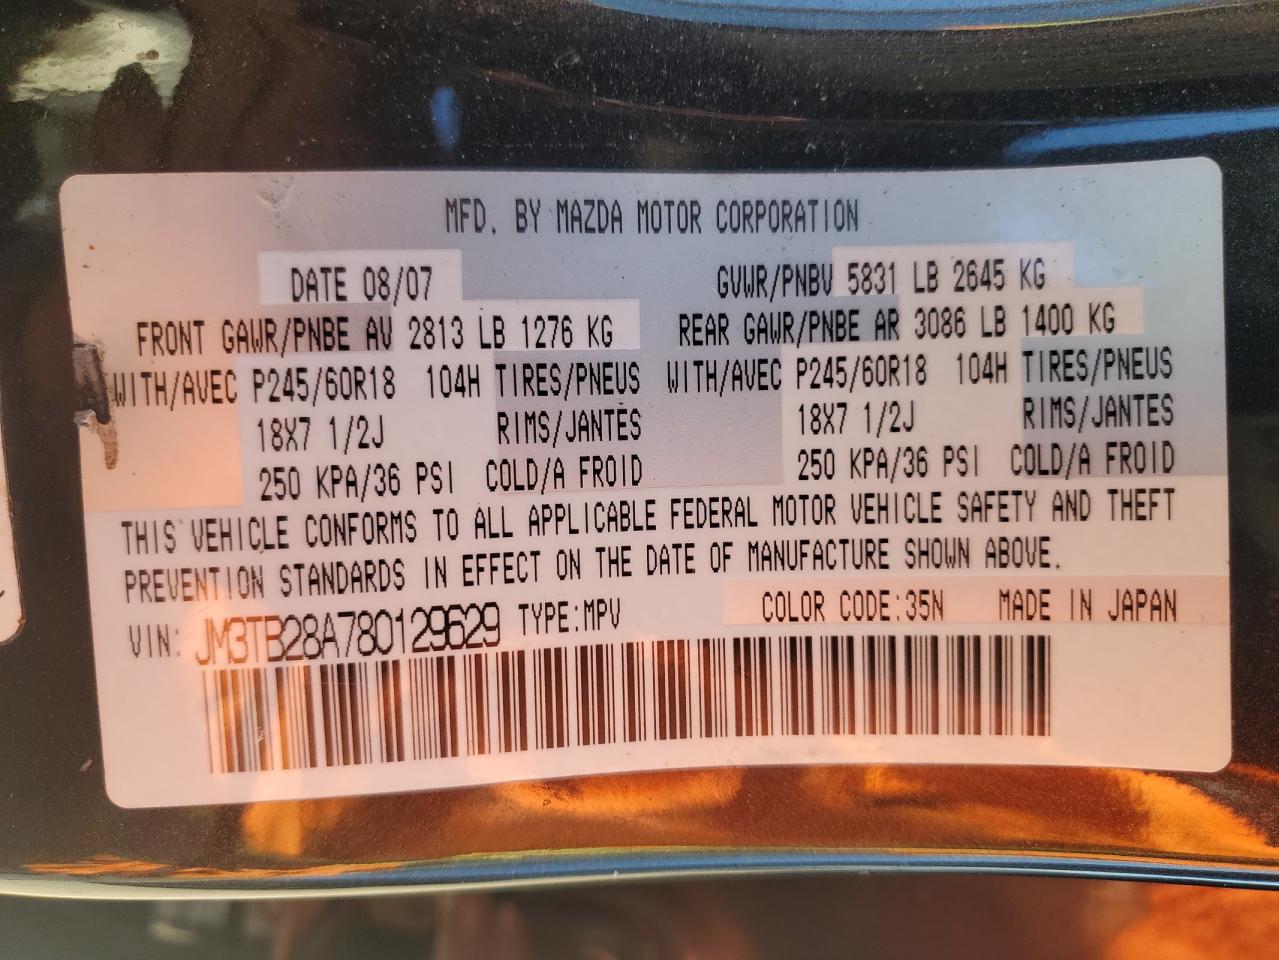 MFD. BY MAZDA MOTOR CORPORATION
DATE 08/07 GVWR/PNBV 5831 LB 2645 KG
FRONT GAWR/PNBE AV 2813 LB 1276 KG REAR GAWR/PNBE AR 3086 LB 1400 KG
WITH/AVEC P245/60R18 104H TIRES/PNEUS WITH/AVEC P245/60R18 104H TIRES/PNEUS
18X7 1/2J RIMS/JANTES 18X7 1/2J RIMS/JANTES
250 KPA/36 PSI COLD/A FROID 250 KPA/36 PSI COLD/A FROID
THIS VEHICLE CONFORMS TO ALL APPLICABLE FEDERAL MOTOR VEHICLE SAFETY AND THEFT
PREVENTION STANDARDS IN EFFECT ON THE DATE OF MANUFACTURE SHOWN ABOVE.
VIN: JM3TB28A780129629 TYPE:MPV COLOR CODE:35N MADE IN JAPAN